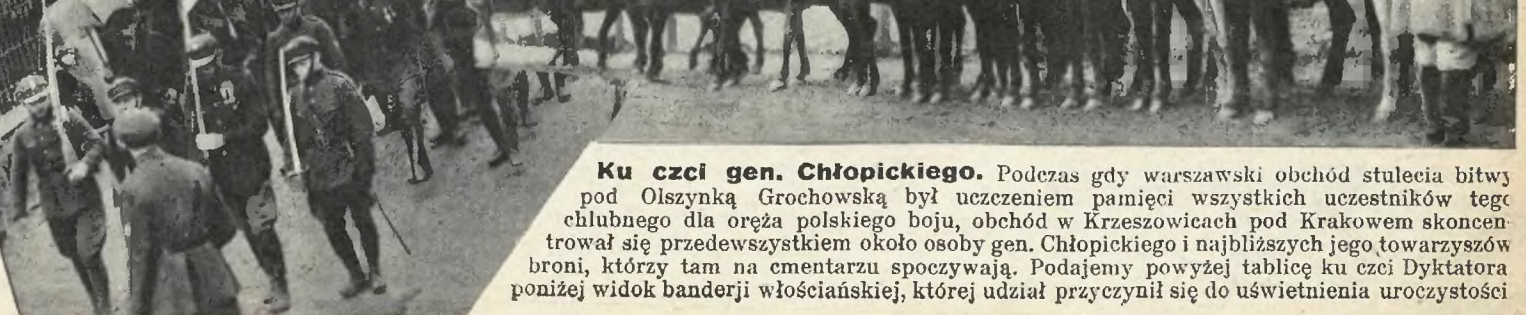 Ku czci gen. Chłopickiego. Podczas gdy warszawski obchód stulecia bitwy
pod Olszynką Grochowską był uczczeniem pamięci wszystkich uczestników tego
chlubnego dla oręża polskiego boju, obchód w Krzeszowicach pod Krakowem skoncen-
trował się przedewszystkiem około osoby gen. Chłopickiego i najbliższych jego towarzyszów
broni, którzy tam na cmentarzu spoczywają. Podajemy powyżej tablicę ku czci Dyktatora
poniżej widok banderji włościańskiej, której udział przyczynił się do uświetnienia uroczystości